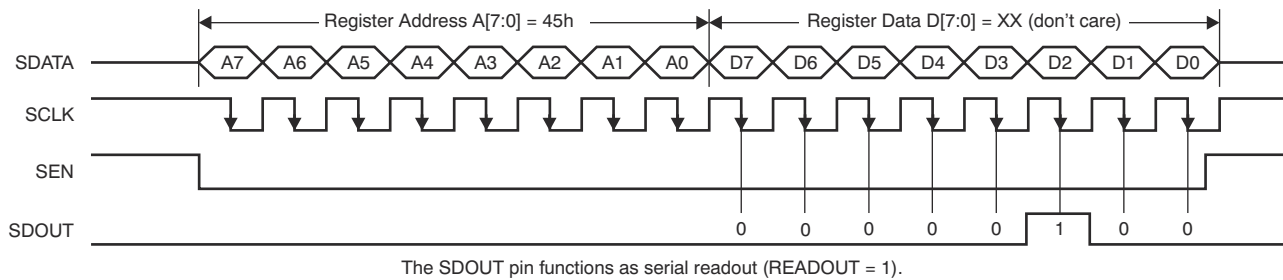 Register Address A[7:0] = 45h Register Data D[7:0] = XX (don't care)
SDATA A7 A6 A5 A4 A3 A2 A1 A0 D7 D6 D5 D4 D3 D2 D1 D0
SCLK
SEN
SDOUT 0 0 0 0 0 1 0 0
The SDOUT pin functions as serial readout (READOUT = 1).